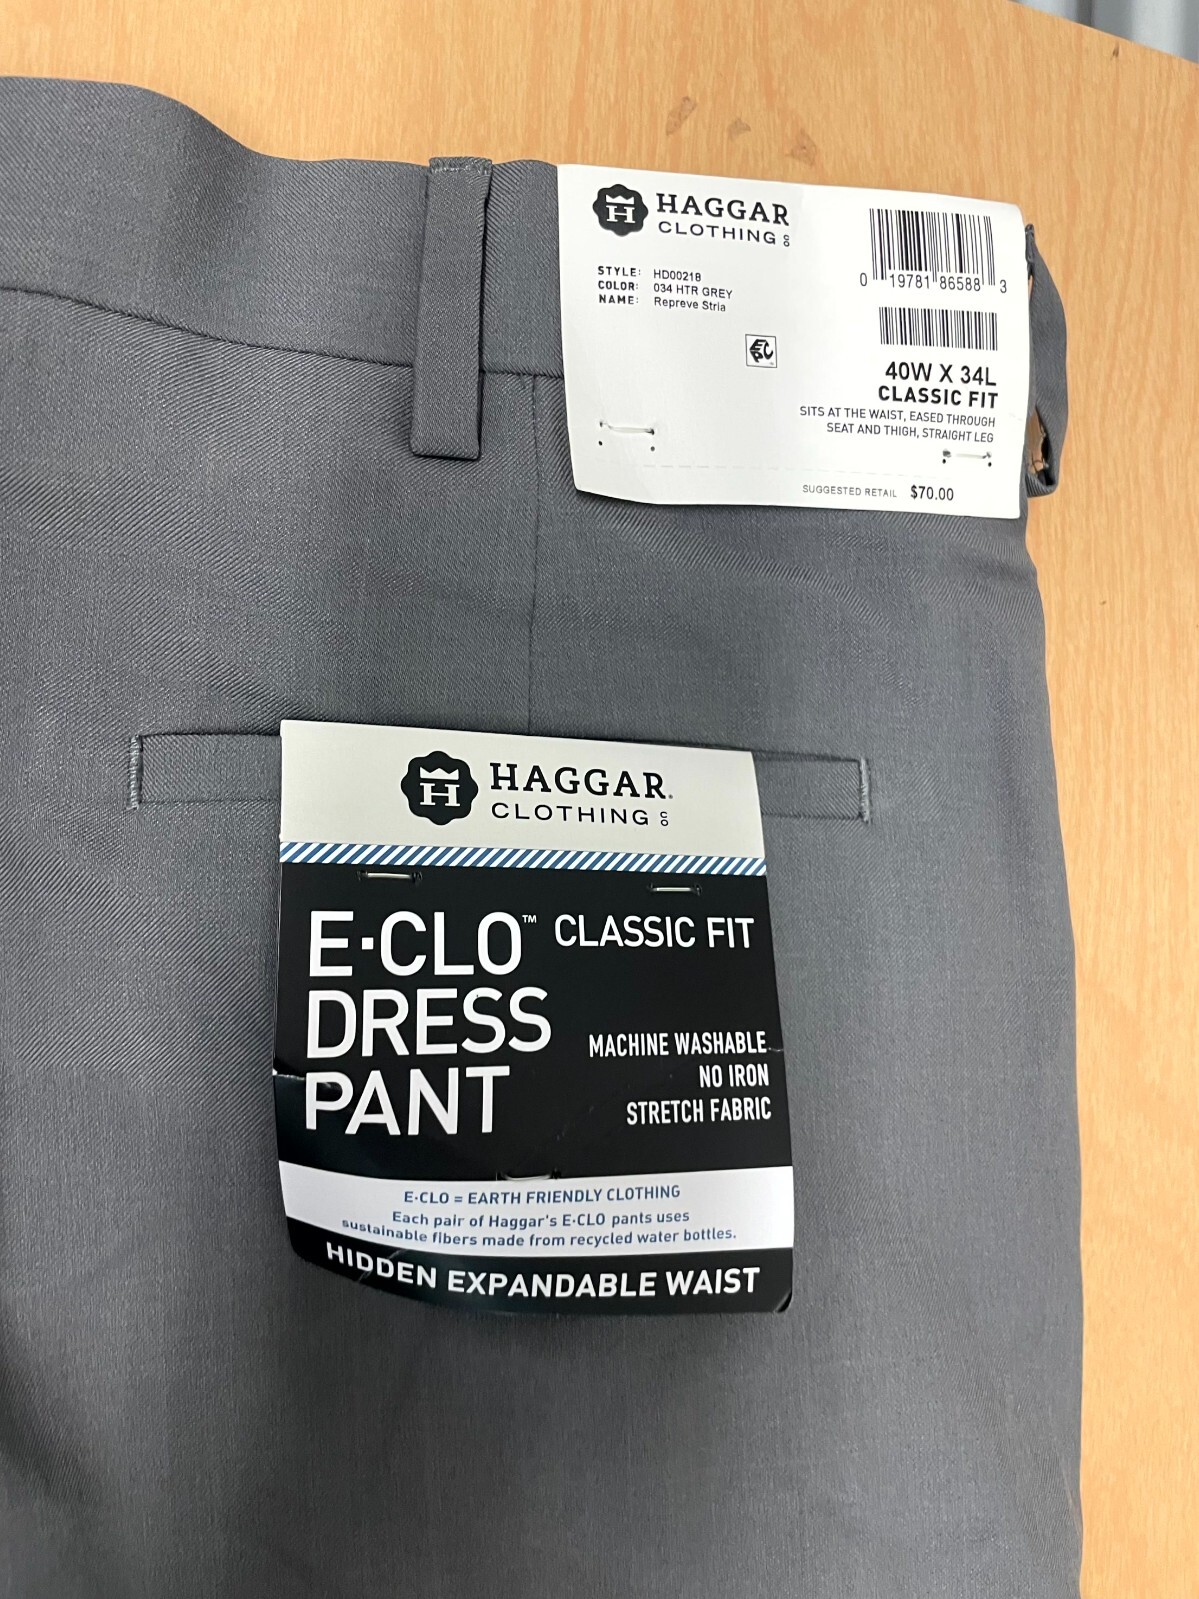 HAGGAR
CLOTHING CO
STYLE: HD00218
COLOR: 034 HTR GREY
NAME: Repreve Stria
0 19781 86588 3
EPC
40W X 34L
CLASSIC FIT
SITS AT THE WAIST, EASED THROUGH
SEAT AND THIGH, STRAIGHT LEG
SUGGESTED RETAIL $70.00
H HAGGAR®
CLOTHING CO
E·CLO™ CLASSIC FIT
DRESS
PANT
MACHINE WASHABLE
NO IRON
STRETCH FABRIC
E·CLO = EARTH FRIENDLY CLOTHING
Each pair of Haggar's E·CLO pants uses
sustainable fibers made from recycled water bottles.
HIDDEN EXPANDABLE WAIST